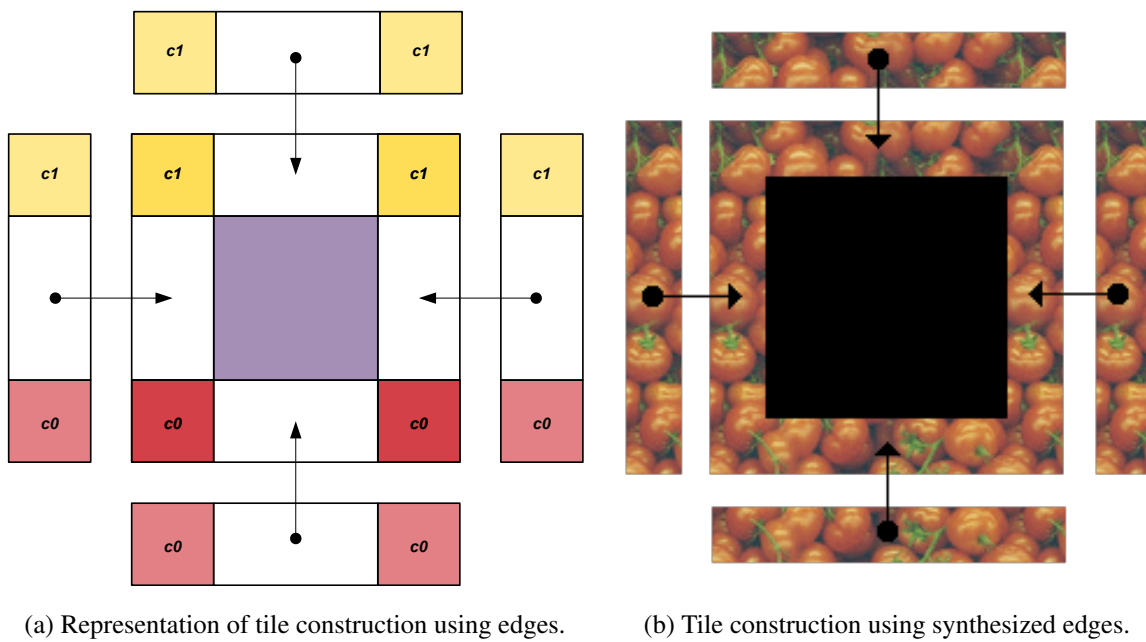 c1 c1
c1 c1 c1 c1
c0 c0 c0 c0
c0 c0
(a) Representation of tile construction using edges.
(b) Tile construction using synthesized edges.